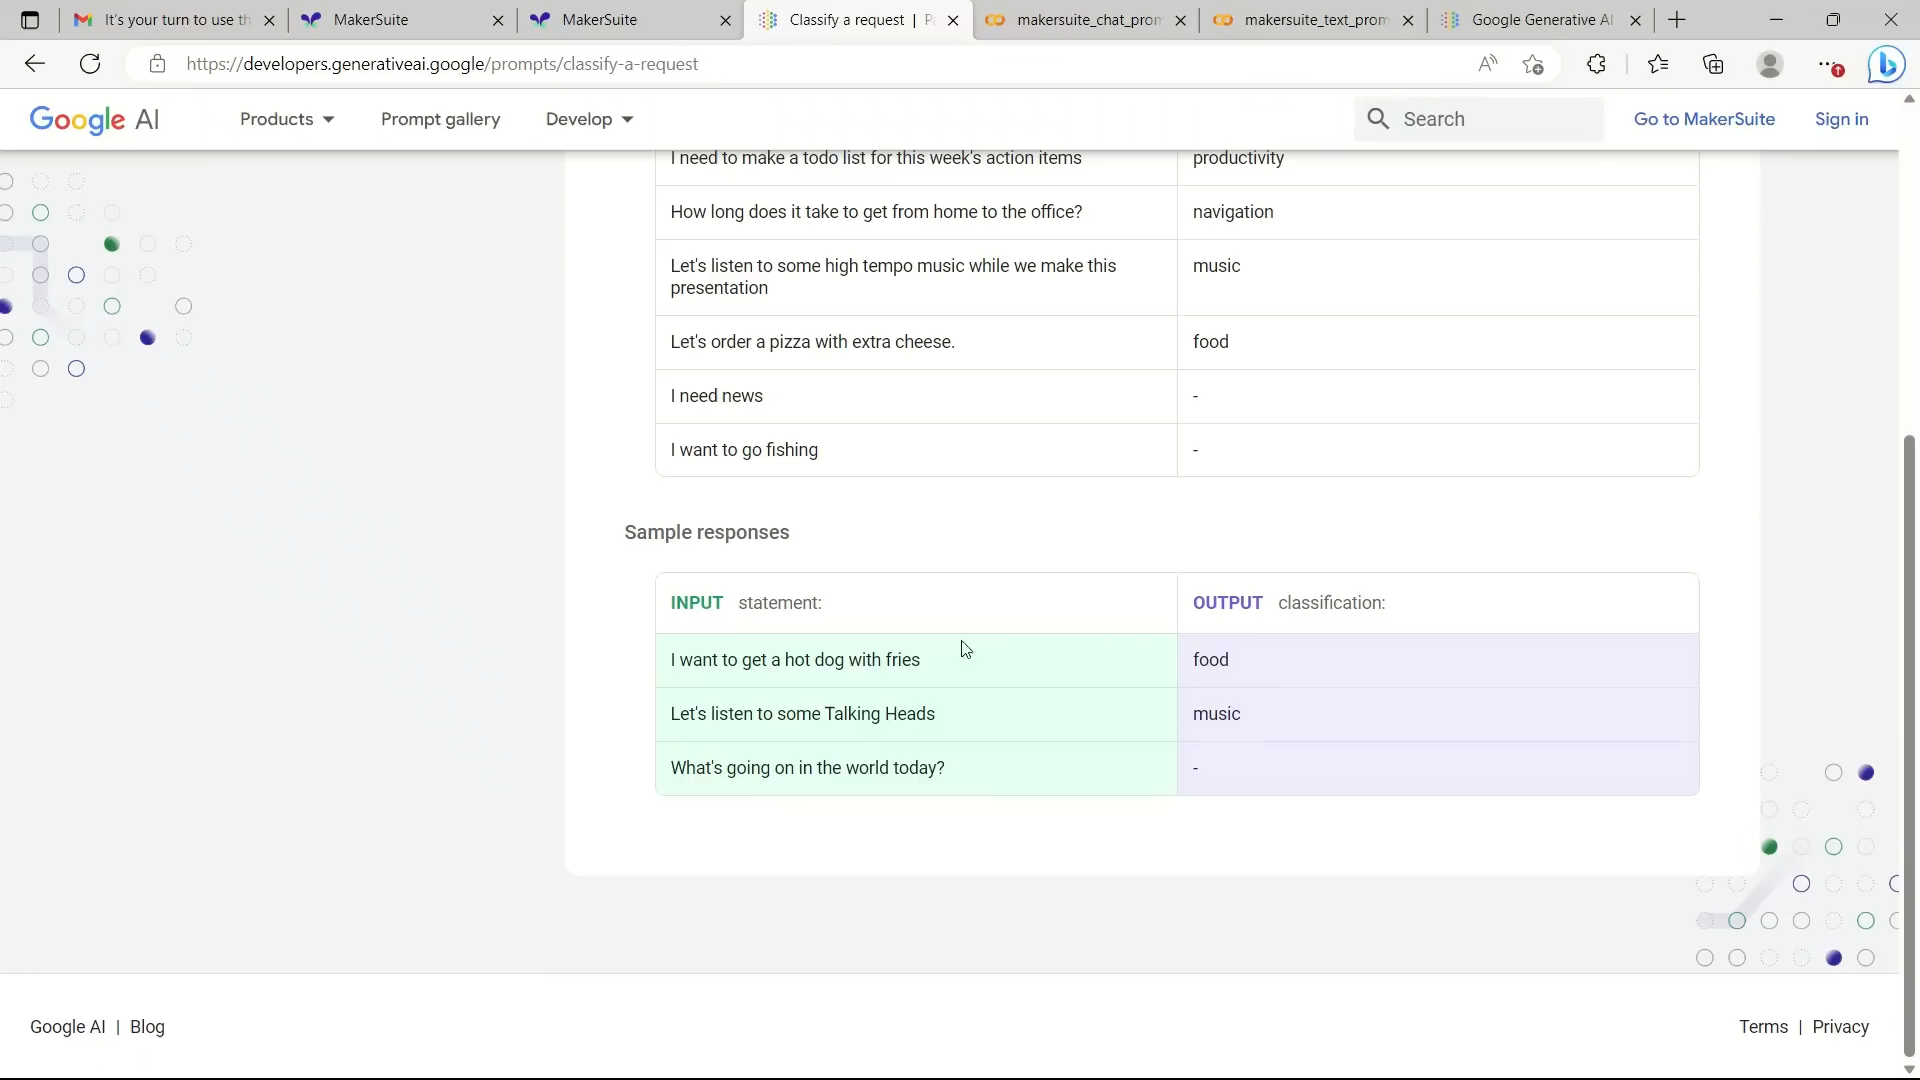 It's your turn to use th
MakerSuite
MakerSuite
Classify a request | P
makersuite_chat_prom
makersuite_text_prom
Google Generative AI
https://developers.generativeai.google/prompts/classify-a-request
Google AI
Products
Prompt gallery
Develop
Search
Go to MakerSuite
Sign in
I need to make a todo list for this week's action items
productivity
How long does it take to get from home to the office?
navigation
Let's listen to some high tempo music while we make this
presentation
music
Let's order a pizza with extra cheese.
food
I need news
-
I want to go fishing
-
Sample responses
INPUT statement:
OUTPUT classification:
I want to get a hot dog with fries
food
Let's listen to some Talking Heads
music
What's going on in the world today?
-
Google AI | Blog
Terms | Privacy